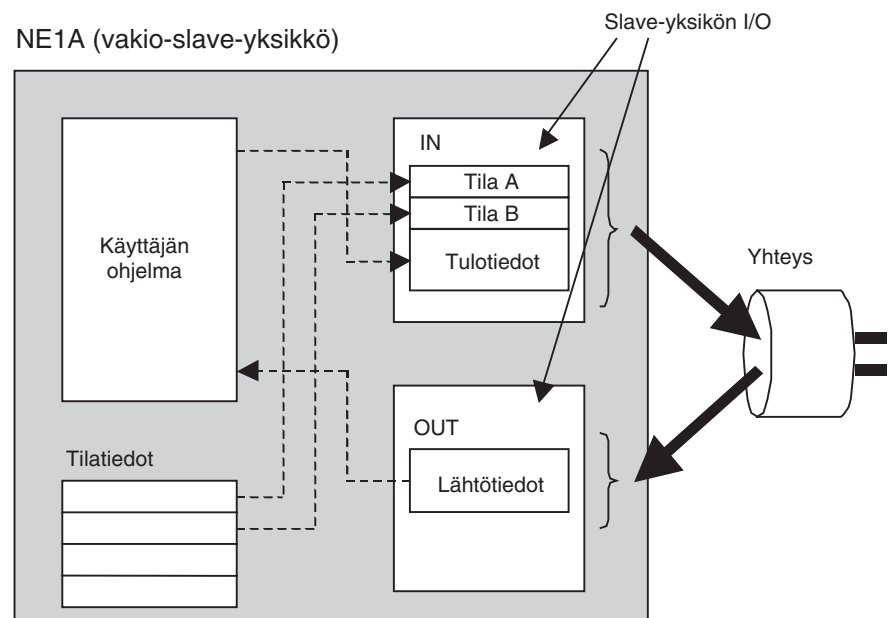 Slave-yksikön I/O
NE1A (vakio-slave-yksikkö)
IN
Tila A
Tila B
Tulotiedot
Käyttäjän
ohjelma
Yhteys
OUT
Lähtötiedot
Tilatiedot